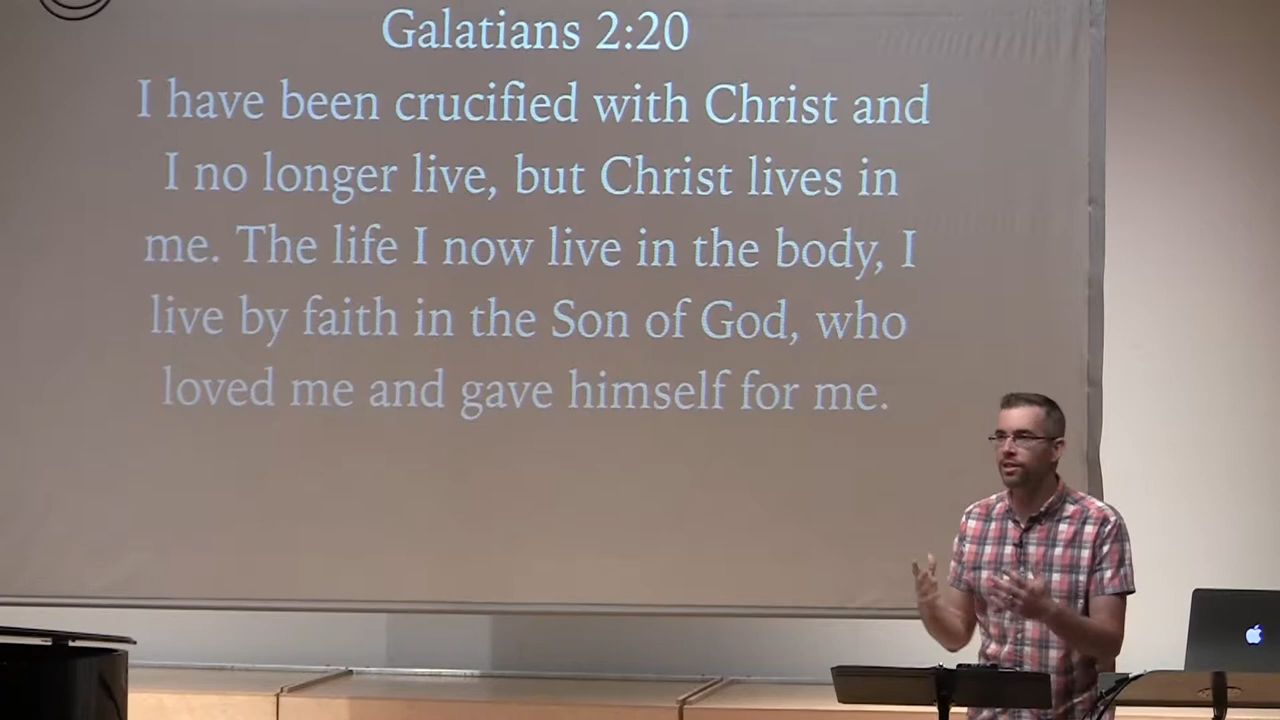 Galatians 2:20
I have been crucified with Christ and
I no longer live, but Christ lives in
me. The life I now live in the body, I
live by faith in the Son of God, who
loved me and gave himself for me.